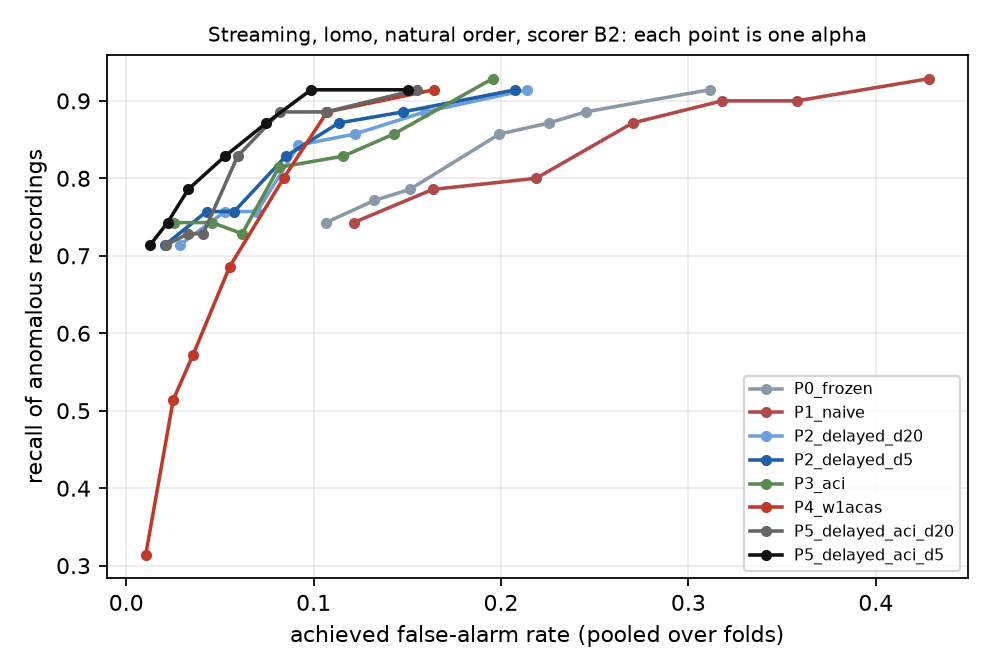 Streaming, lomo, natural order, scorer B2: each point is one alpha
recall of anomalous recordings
0.9
0.8
0.7
0.6
0.5
0.4
0.3
0.0
0.1
0.2
0.3
0.4
achieved false-alarm rate (pooled over folds)
P0_frozen
P1_naive
P2_delayed_d20
P2_delayed_d5
P3_aci
P4_w1acas
P5_delayed_aci_d20
P5_delayed_aci_d5